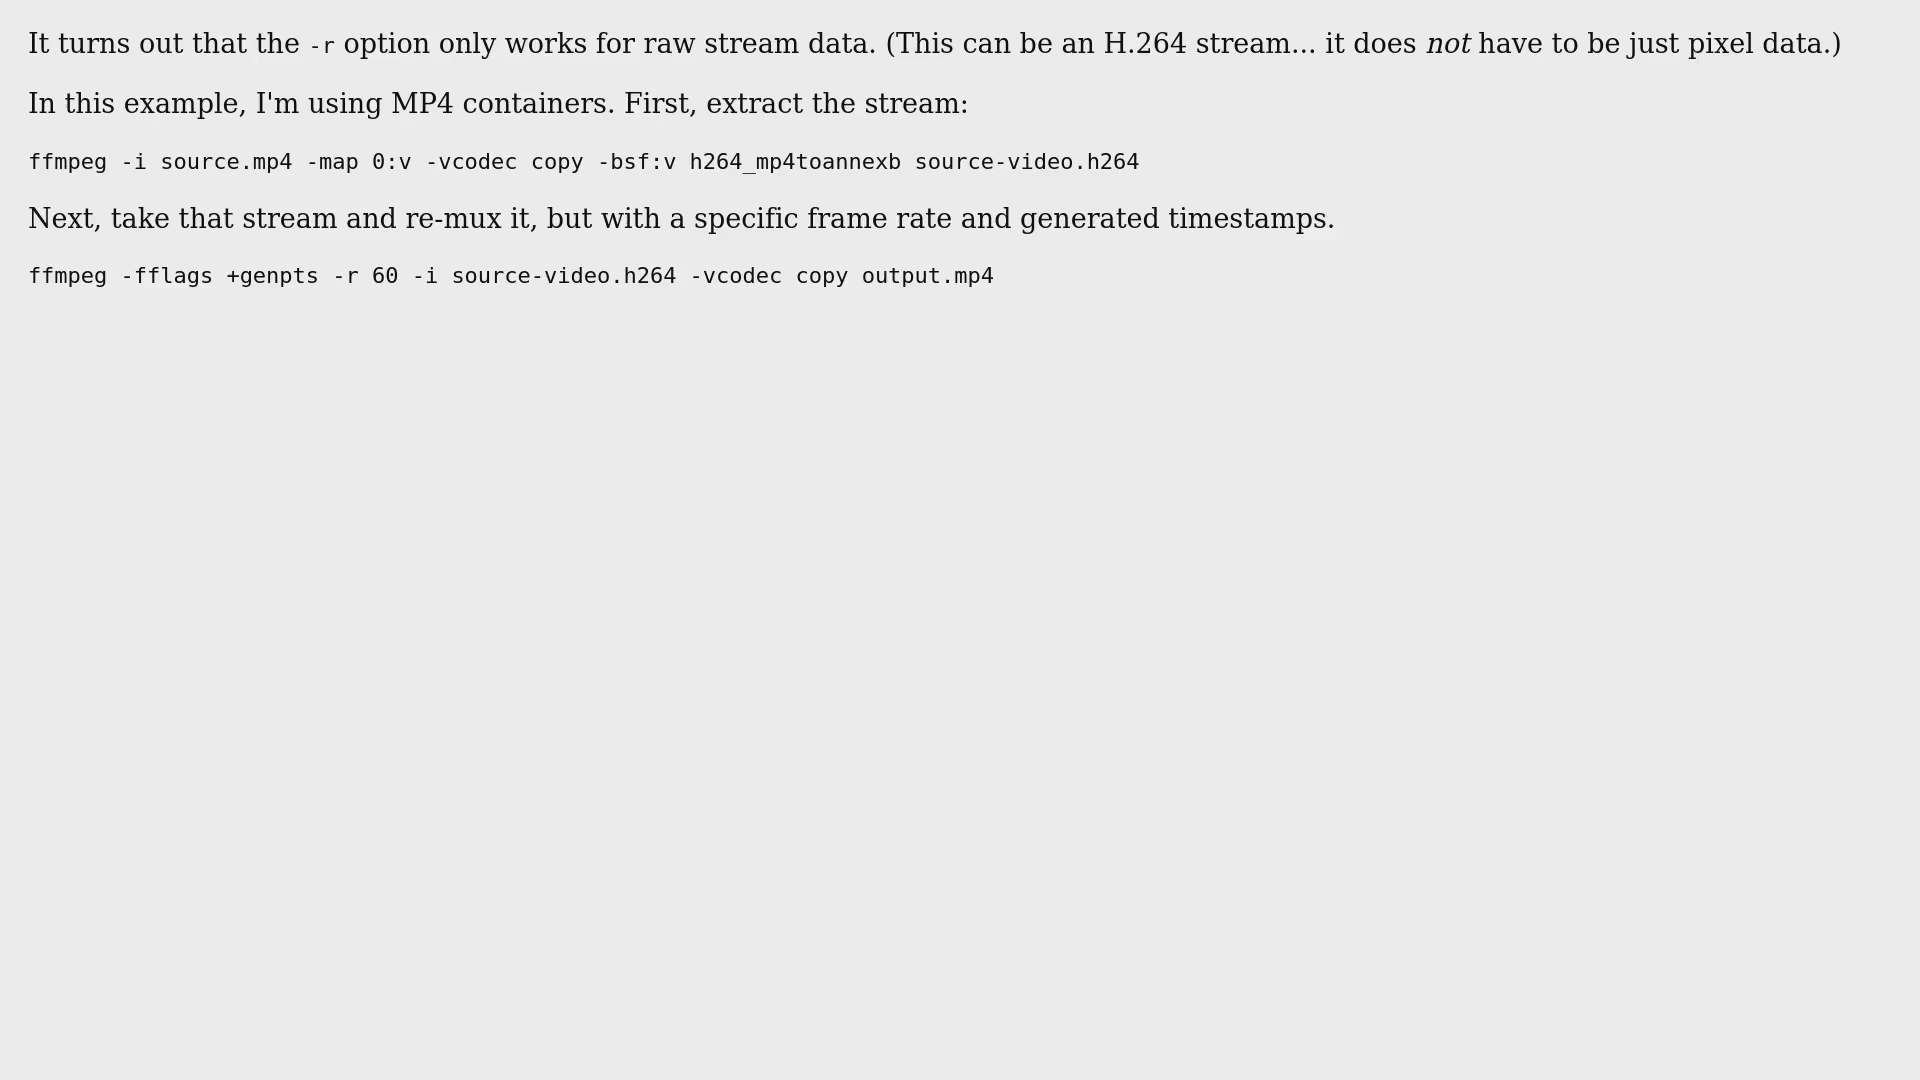 It turns out that the -r option only works for raw stream data. (This can be an H.264 stream... it does not have to be just pixel data.)
In this example, I'm using MP4 containers. First, extract the stream:
ffmpeg -i source.mp4 -map 0:v -vcodec copy -bsf:v h264_mp4toannexb source-video.h264
Next, take that stream and re-mux it, but with a specific frame rate and generated timestamps.
ffmpeg -fflags +genpts -r 60 -i source-video.h264 -vcodec copy output.mp4